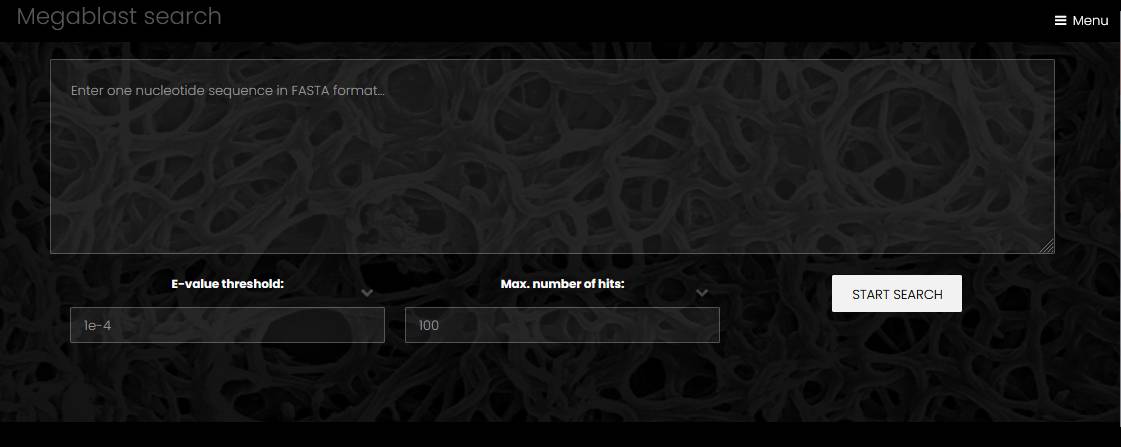 Megablast search
Menu
Enter one nucleotide sequence in FASTA format...
E-value threshold:
Max. number of hits:
START SEARCH
1e-4
100